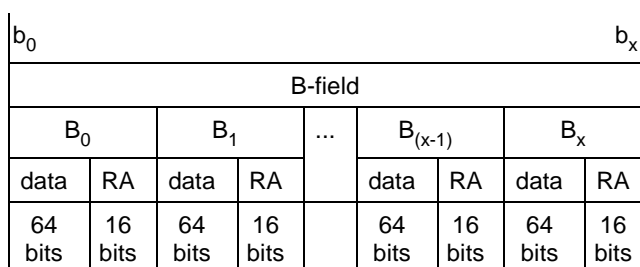 b0 bx
B-field
B0 B1 ... B(x-1) Bx
data RA data RA data RA data RA
64 bits 16 bits 64 bits 16 bits 64 bits 16 bits 64 bits 16 bits